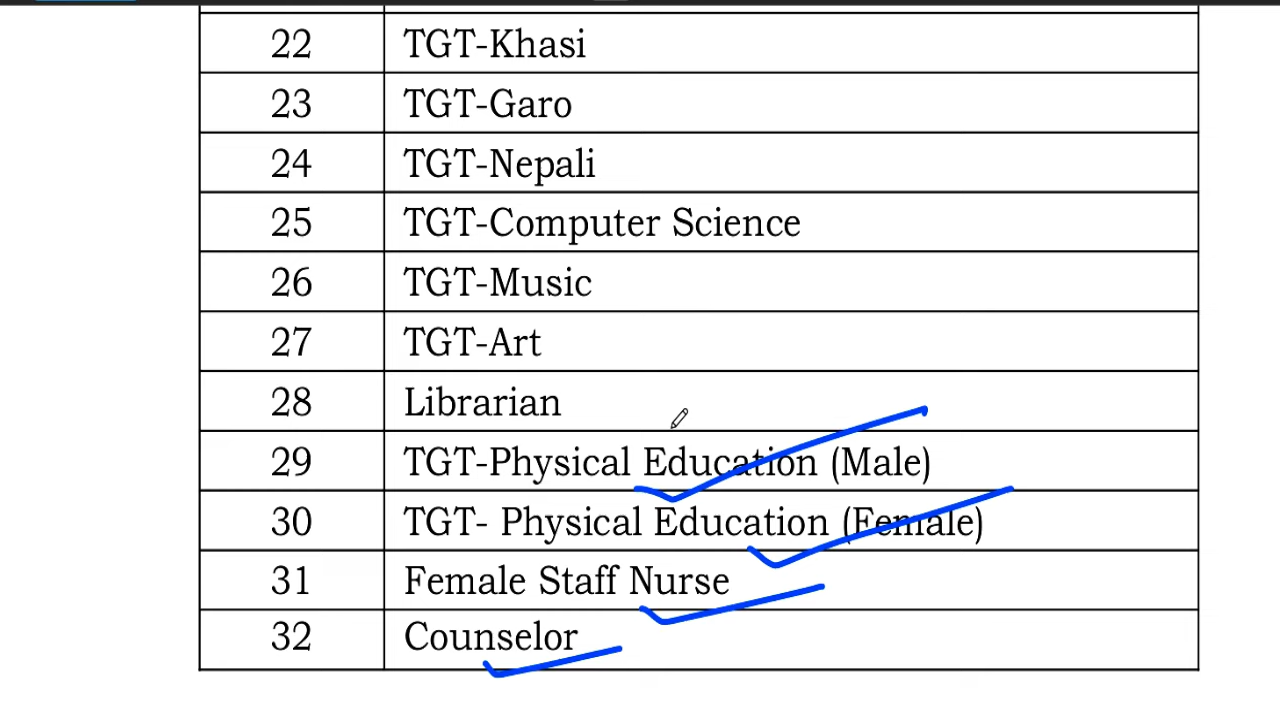 22 TGT-Khasi
23 TGT-Garo
24 TGT-Nepali
25 TGT-Computer Science
26 TGT-Music
27 TGT-Art
28 Librarian
29 TGT-Physical Education (Male)
30 TGT- Physical Education (Female)
31 Female Staff Nurse
32 Counselor